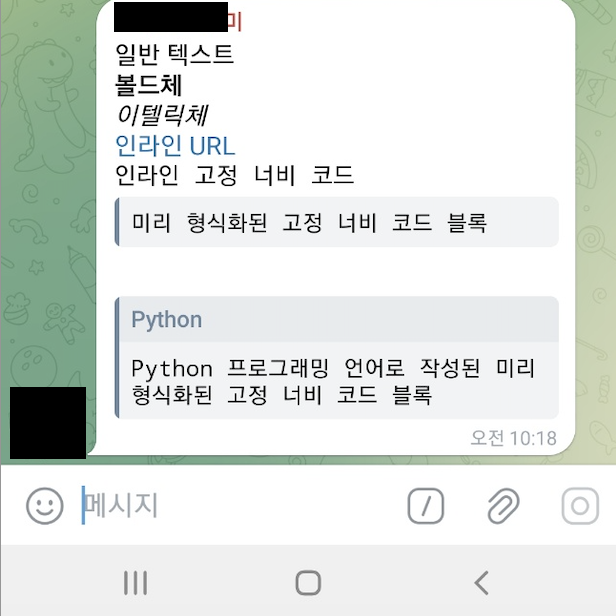 미
일반 텍스트
볼드체
이텔릭체
인라인 URL
인라인 고정 너비 코드
미리 형식화된 고정 너비 코드 블록
Python
Python 프로그래밍 언어로 작성된 미리
형식화된 고정 너비 코드 블록
오전 10:18
메시지